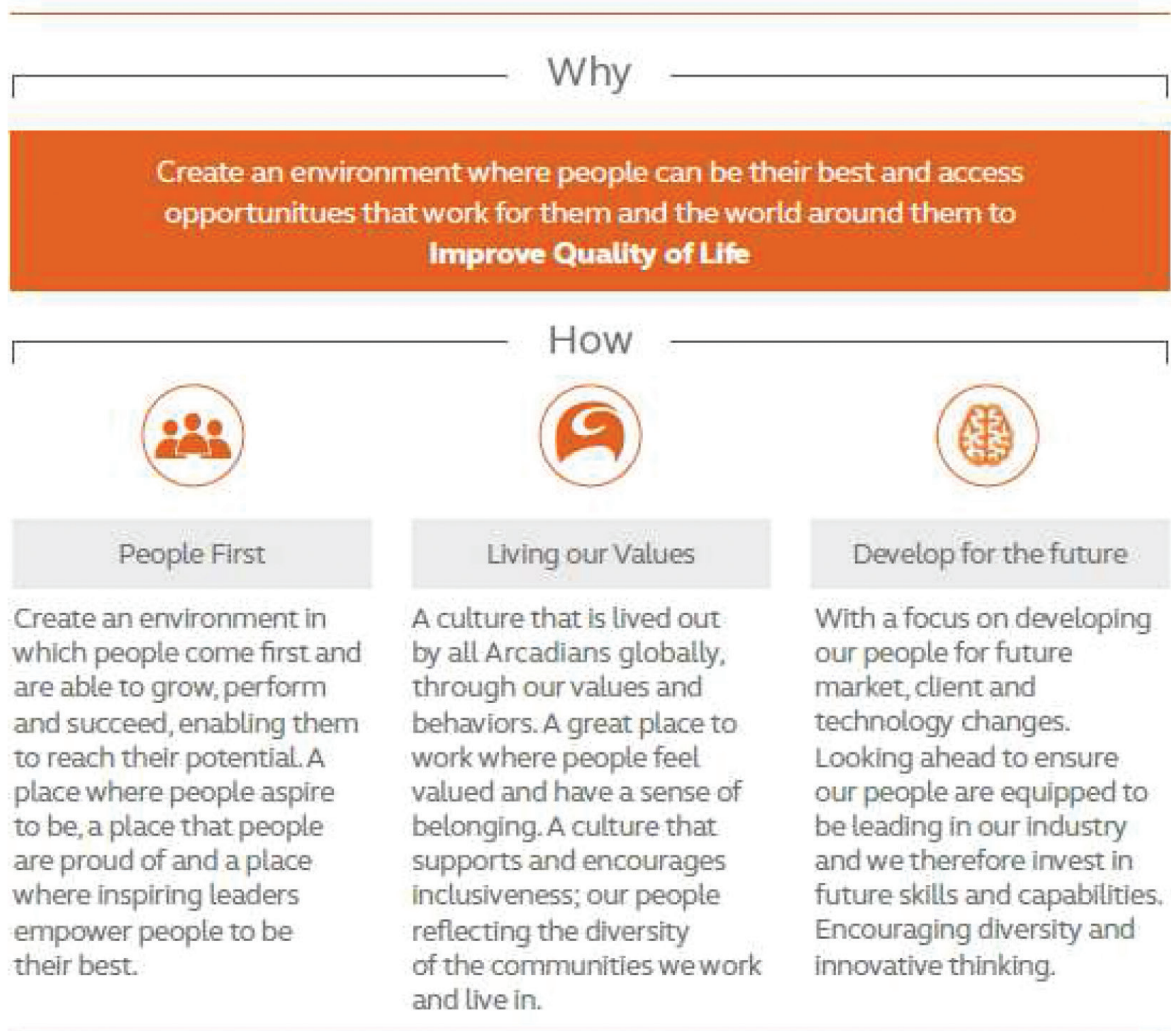 Why
Create an environment where people can be their best and access
opportunitues that work for them and the world around them to
Improve Quality of Life
How
People First
Create an environment in
which people come first and
are able to grow, perform
and succeed, enabling them
to reach their potential. A
place where people aspire
to be, a place that people
are proud of and a place
where inspiring leaders
empower people to be
their best.
Living our Values
A culture that is lived out
by all Arcadians globally,
through our values and
behaviors. A great place to
work where people feel
valued and have a sense of
belonging. A culture that
supports and encourages
inclusiveness; our people
reflecting the diversity
of the communities we work
and live in.
Develop for the future
With a focus on developing
our people for future
market, client and
technology changes.
Looking ahead to ensure
our people are equipped to
be leading in our industry
and we therefore invest in
future skills and capabilities.
Encouraging diversity and
innovative thinking.